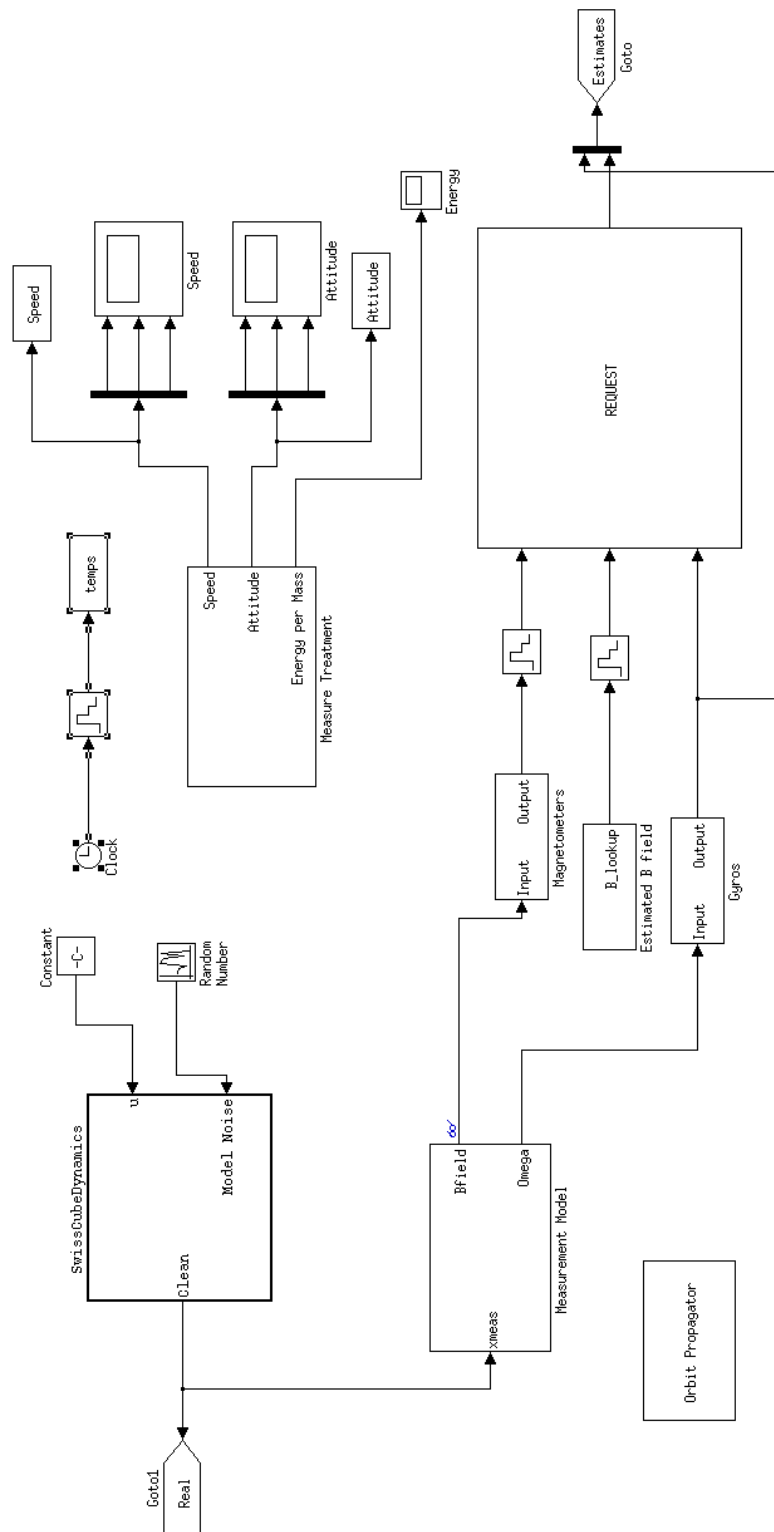 Goto1
Real
SwissCubeDynamics
Clean
u
Model Noise
Constant
-C-
Random
Number
Clock
temps
Speed
Attitude
Energy per Mass
Measure Treatment
Speed
Speed
Attitude
Attitude
Energy
xmeas
Bfield
Omega
Measurement Model
Input
Output
Magnetometers
B_lookup
Estimated B field
Input
Output
Gyros
REQUEST
Estimates
Goto
Orbit Propagator